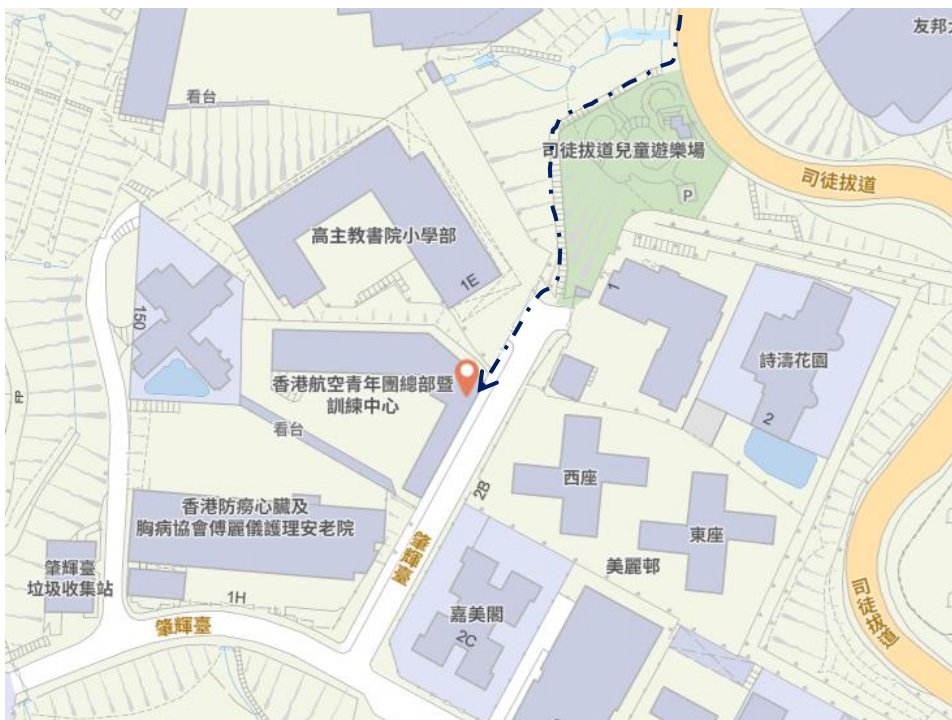 友邦
看台
司徒拔道兒童遊樂場
司徒拔道
P
高主教書院小學部
1E
1
150
詩濤花園
2
香港航空青年團總部暨
訓練中心
FP
看台
西座
2B
東座
香港防癆心臟及
胸病協會傅麗儀護理安老院
肇輝臺
美麗邨
肇輝臺
垃圾收集站
1H
肇輝臺
嘉美閣
2C
司徒拔道